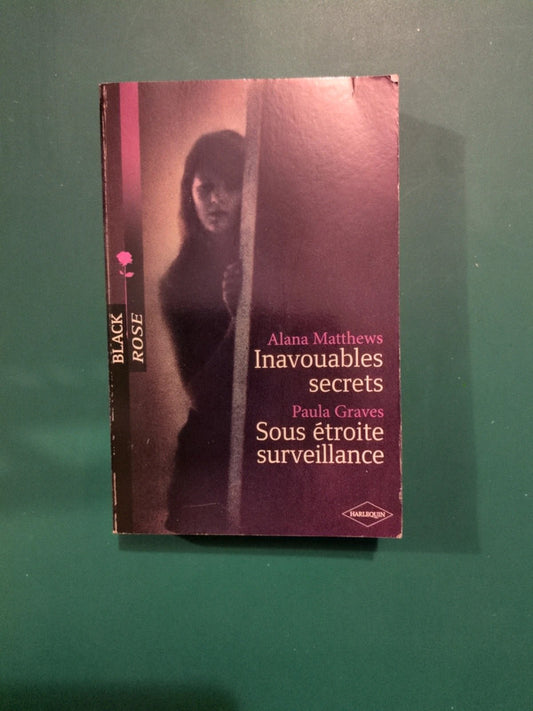 BLACK
ROSE
Alana Matthews
Inavouables
secrets
Paula Graves
Sous étroite
surveillance
HARLEQUIN